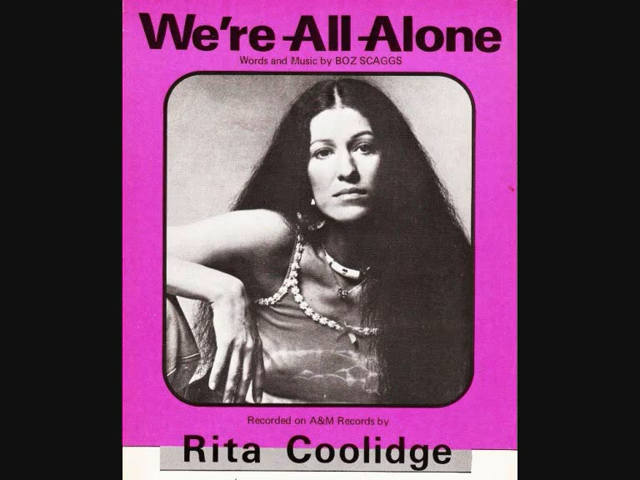 We're All Alone
Words and Music by BOZ SCAGGS
Recorded on A&M Records by
Rita Coolidge